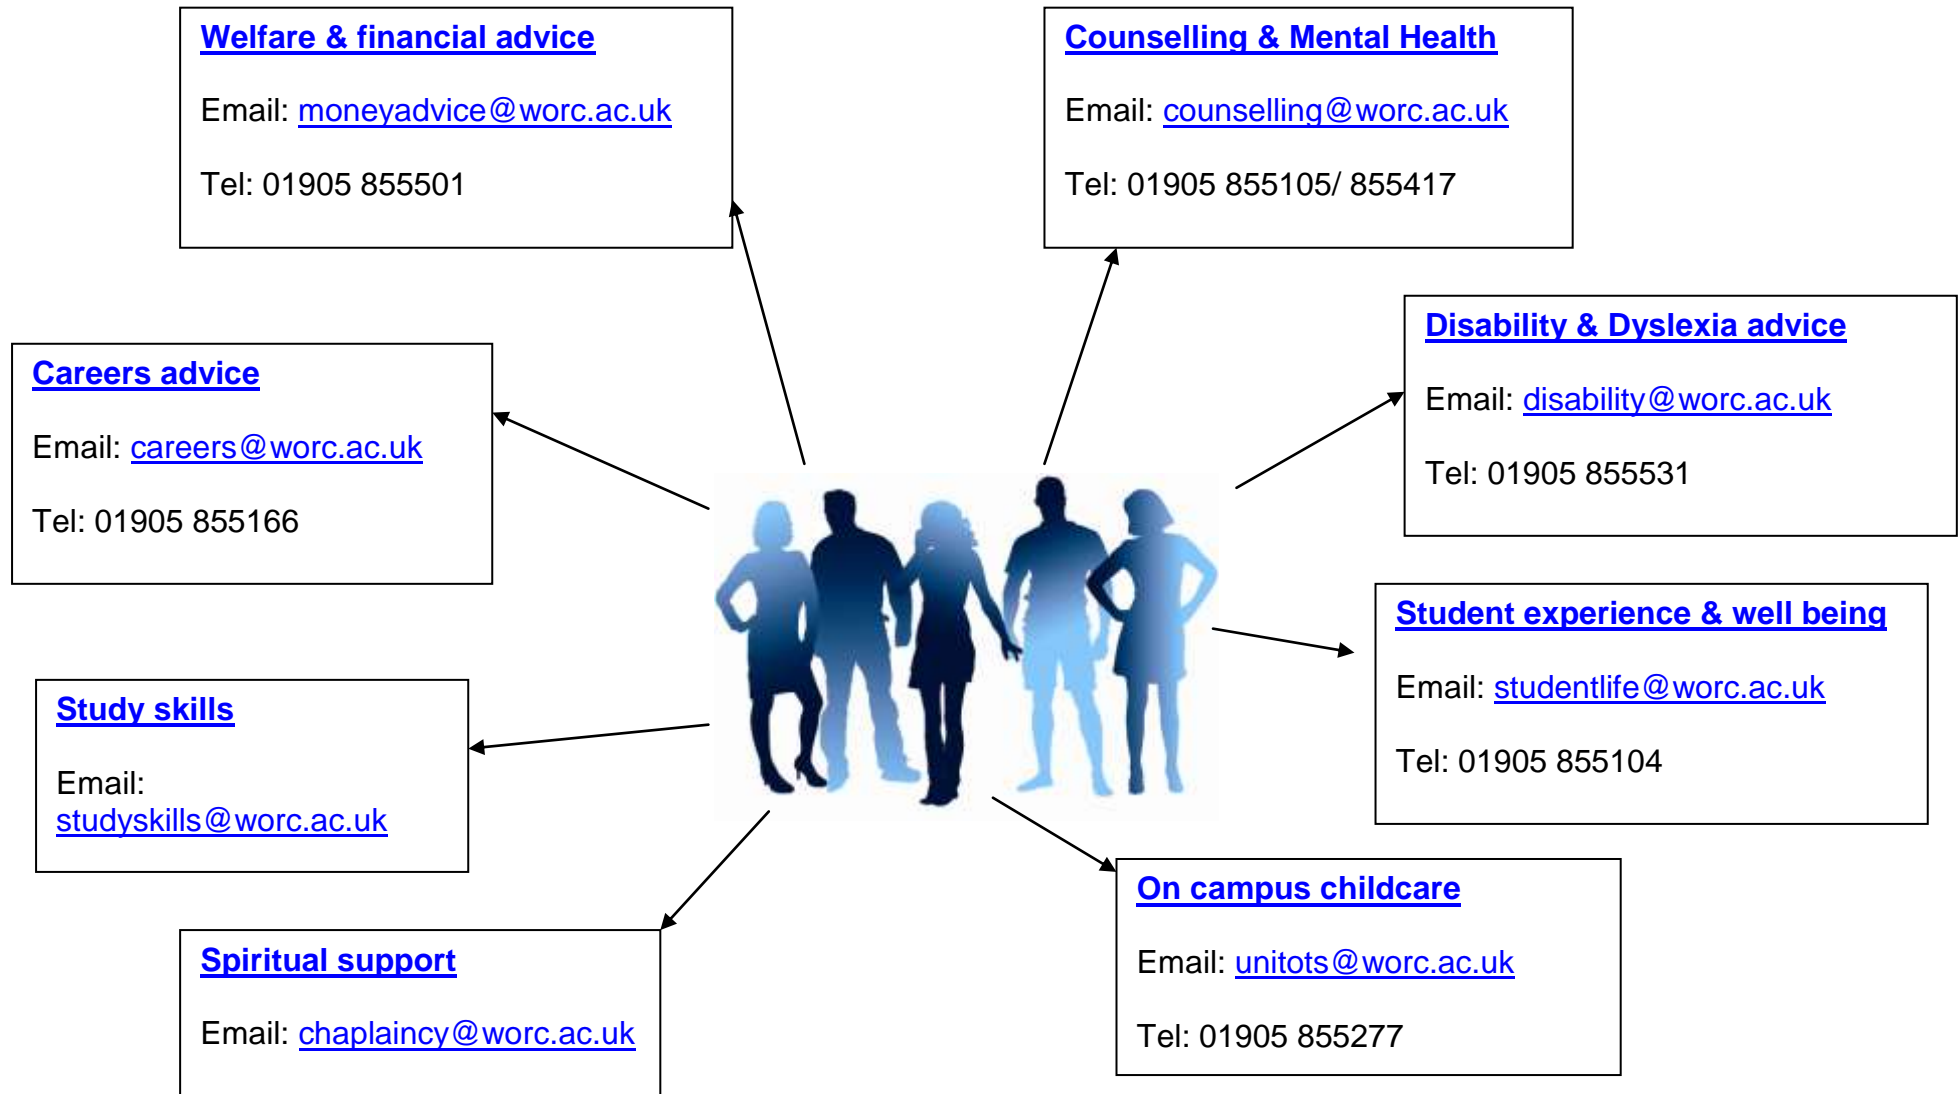 Welfare & financial advice
Email: moneyadvice@worc.ac.uk
Tel: 01905 855501
Counselling & Mental Health
Email: counselling@worc.ac.uk
Tel: 01905 855105/ 855417
Disability & Dyslexia advice
Email: disability@worc.ac.uk
Tel: 01905 855531
Careers advice
Email: careers@worc.ac.uk
Tel: 01905 855166
Student experience & well being
Email: studentlife@worc.ac.uk
Tel: 01905 855104
Study skills
Email:
studyskills@worc.ac.uk
On campus childcare
Email: unitots@worc.ac.uk
Tel: 01905 855277
Spiritual support
Email: chaplaincy@worc.ac.uk